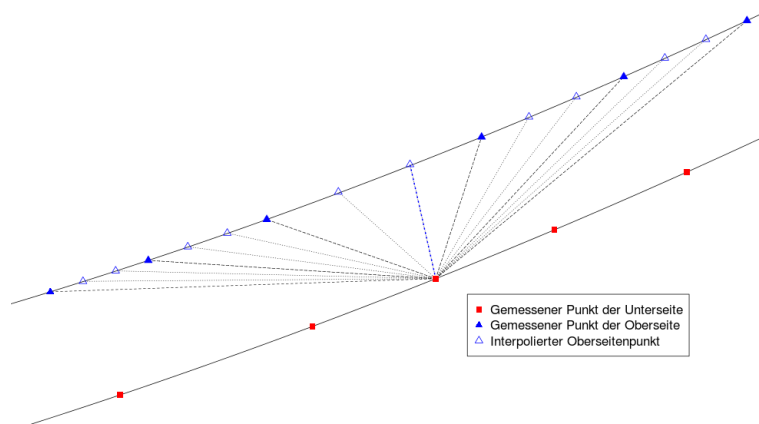 Gemessener Punkt der Unterseite
Gemessener Punkt der Oberseite
Interpolierter Oberseitenpunkt